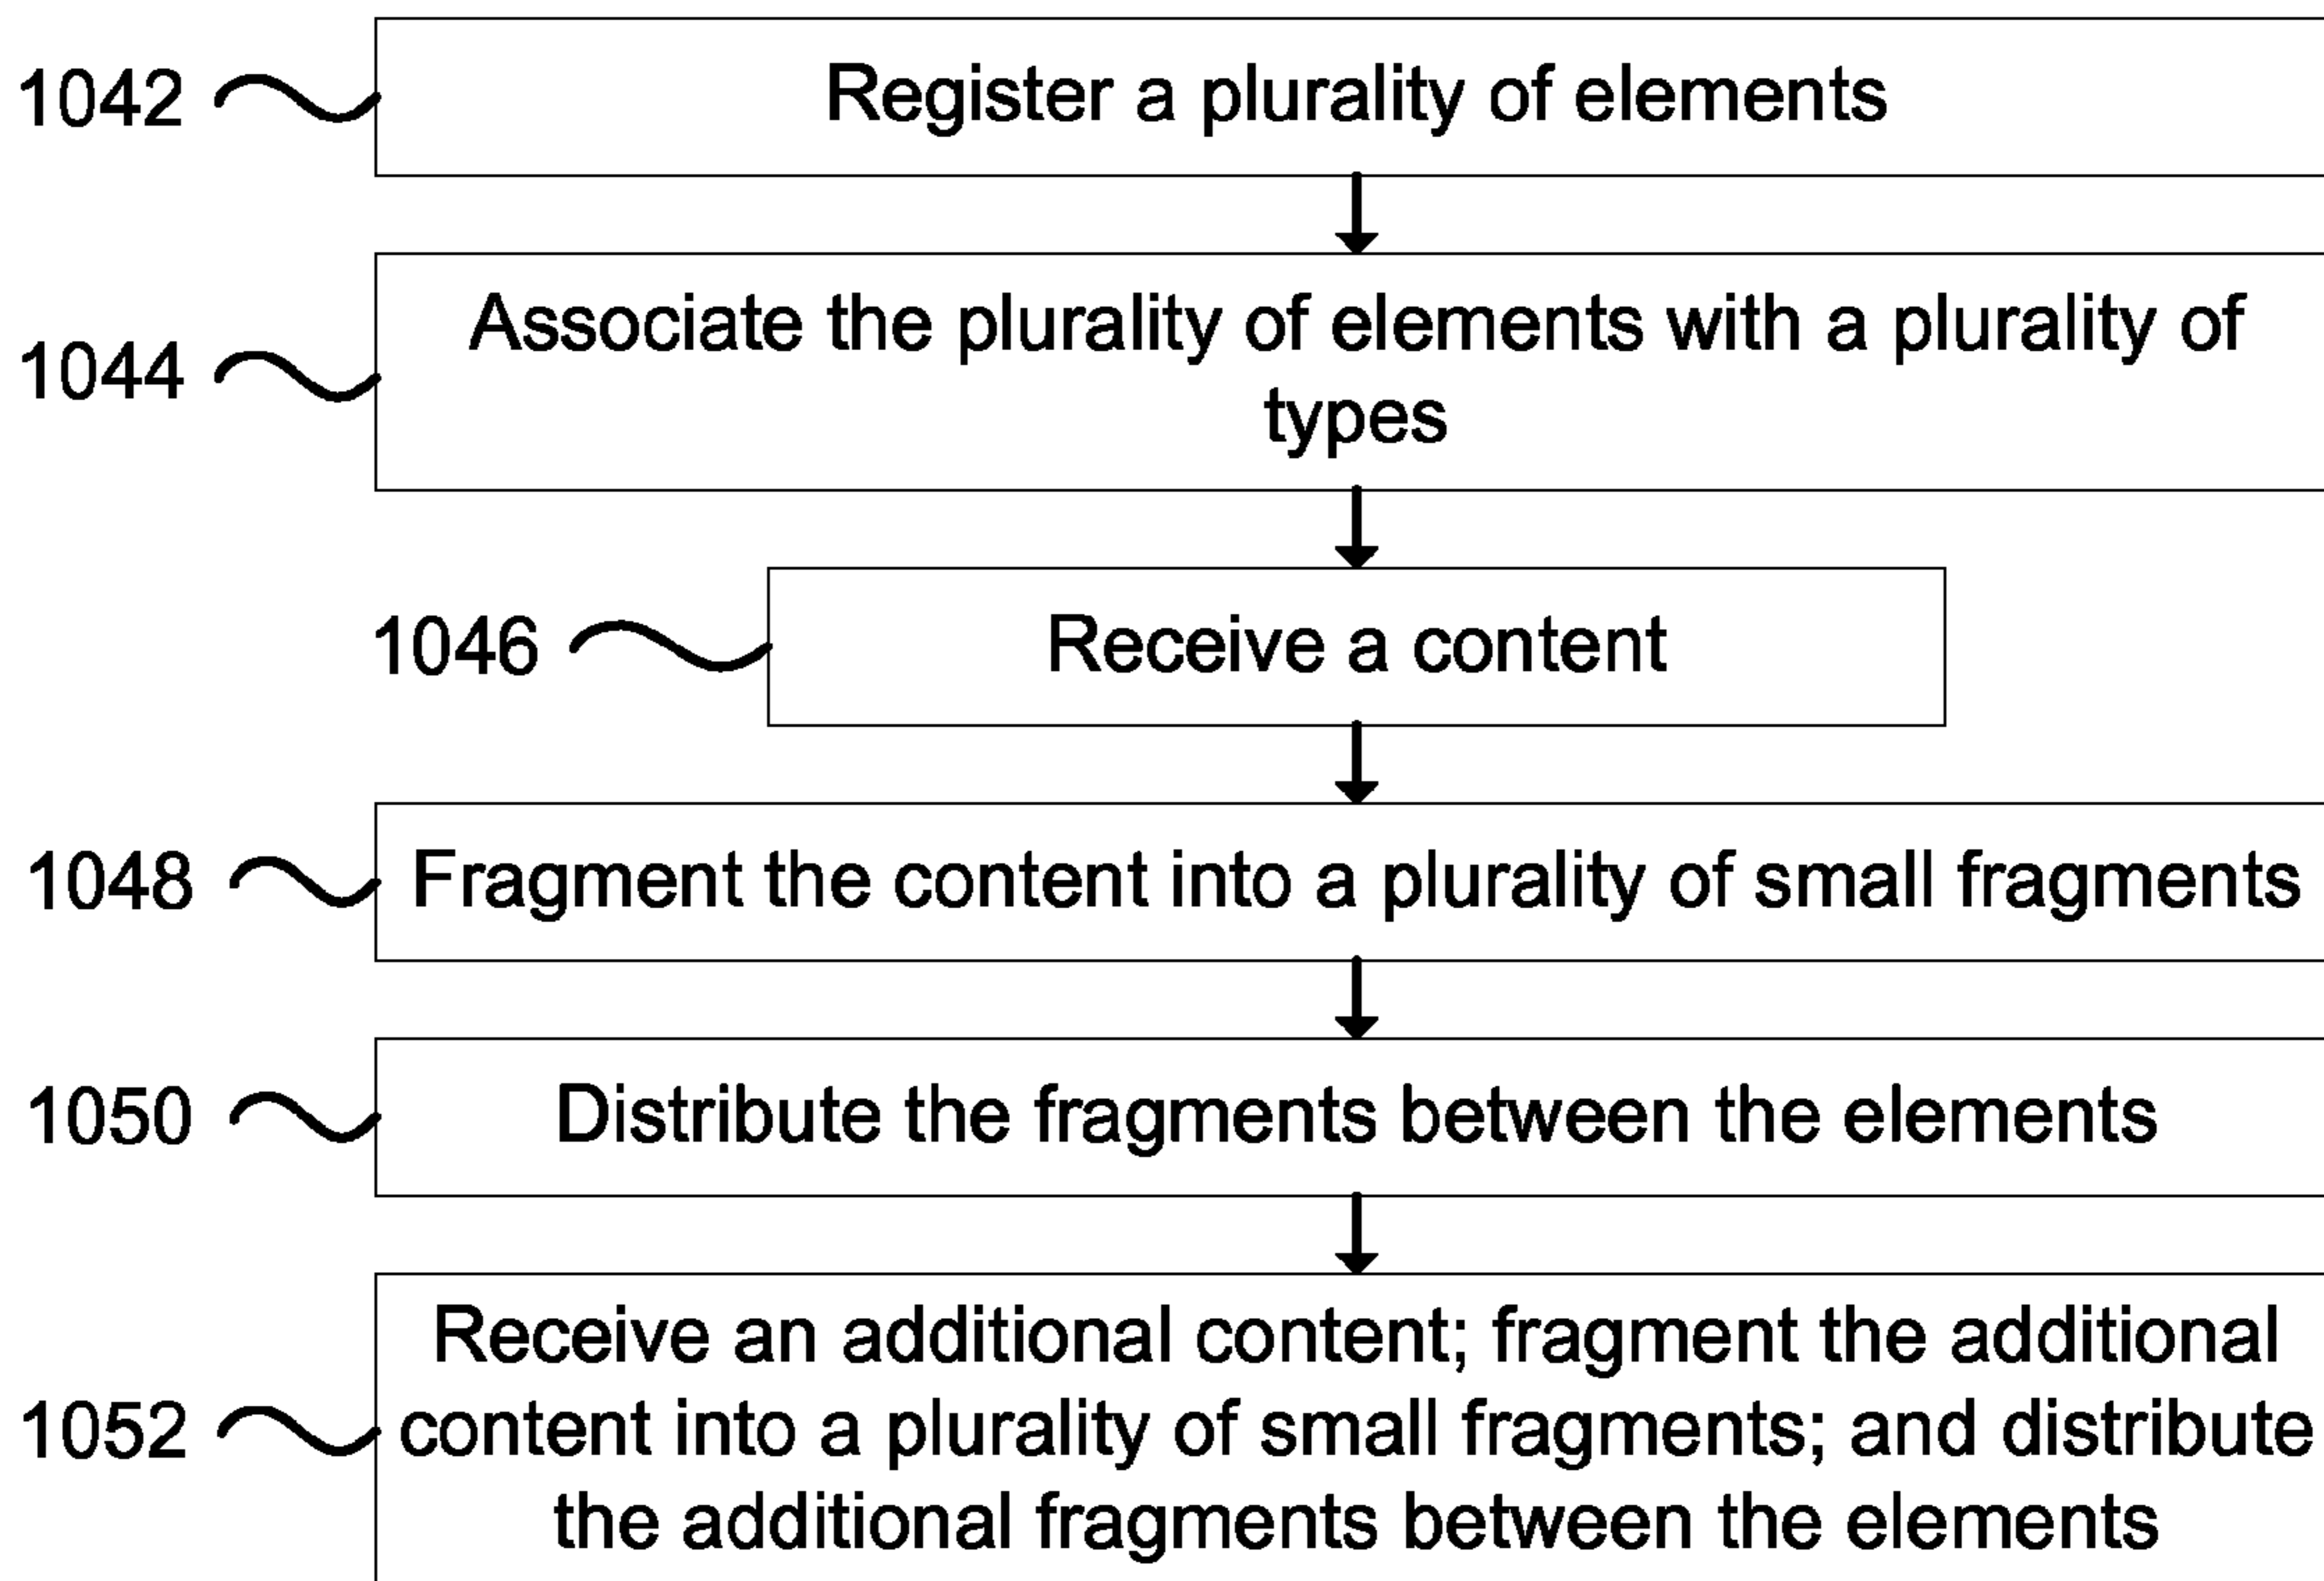 1042 Register a plurality of elements
Associate the plurality of elements with a plurality of
1044
types
1046 Receive a content
1048 Fragment the content into a plurality of small fragments
1050 Distribute the fragments between the elements
Receive an additional content; fragment the additional
1052 content into a plurality of small fragments; and distribute
the additional fragments between the elements